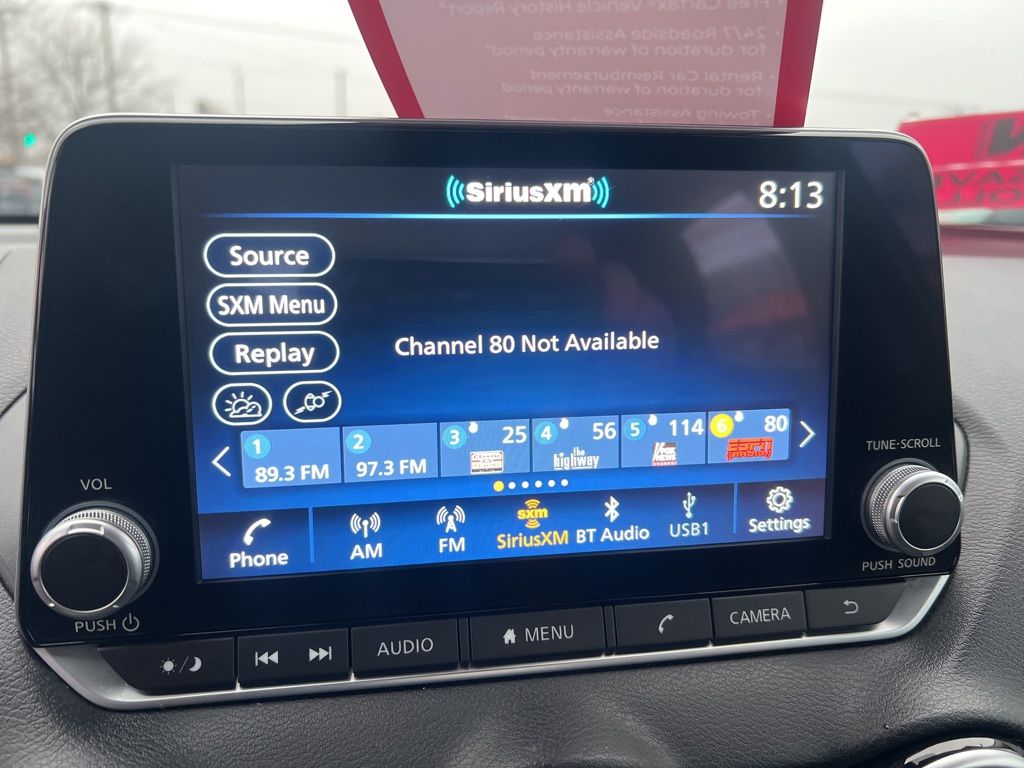 • Free Carfax® Vehicle History Report*
• 24/7 Roadside Assistance
for duration of warranty period*
• Rental Car Reimbursement
for duration of warranty period
• Towing Assistance
SiriusXM® 8:13
Source
SXM Menu
Channel 80 Not Available
Replay
1 89.3 FM
2 97.3 FM
3 25
4 56 the highway
5 114 FOX NEWS
6 80 ESPN RADIO
Phone
AM
FM
sxm SiriusXM
BT Audio
USB1
Settings
VOL
PUSH
TUNE·SCROLL
PUSH SOUND
AUDIO
MENU
CAMERA